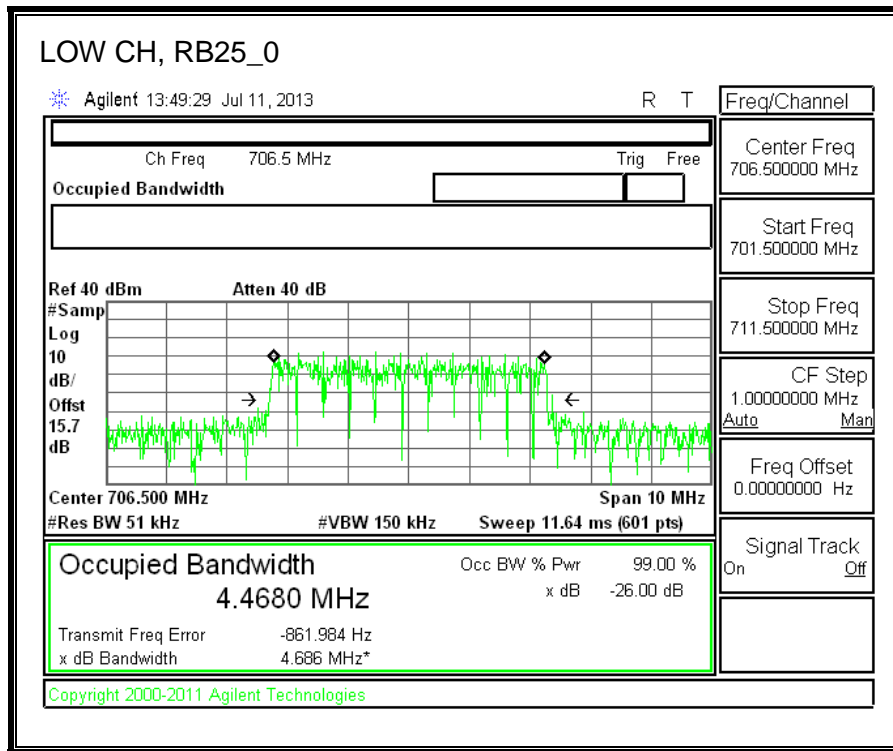 LOW CH, RB25_0
Agilent 13:49:29 Jul 11, 2013 R T
Freq/Channel
Ch Freq 706.5 MHz Trig Free
Occupied Bandwidth
Center Freq
706.500000 MHz
Start Freq
701.500000 MHz
Stop Freq
711.500000 MHz
CF Step
1.00000000 MHz
Auto Man
Freq Offset
0.00000000 Hz
Signal Track
On Off
Ref 40 dBm Atten 40 dB
#Samp
Log
10
dB/
Offst
15.7
dB
Center 706.500 MHz Span 10 MHz
#Res BW 51 kHz #VBW 150 kHz Sweep 11.64 ms (601 pts)
Occupied Bandwidth Occ BW % Pwr 99.00 %
4.4680 MHz x dB -26.00 dB
Transmit Freq Error -861.984 Hz
x dB Bandwidth 4.686 MHz*
Copyright 2000-2011 Agilent Technologies